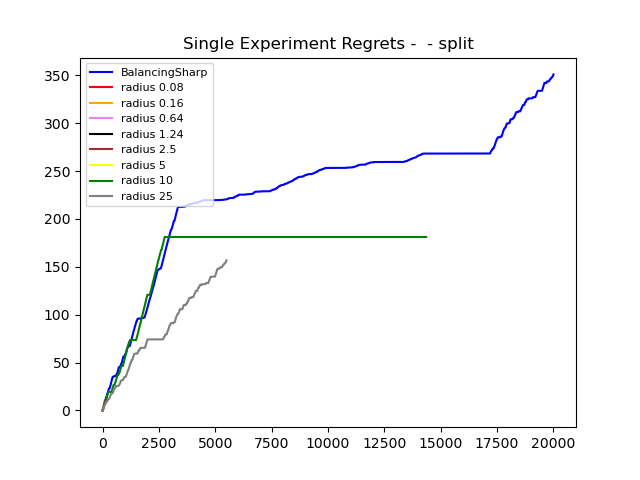 Single Experiment Regrets -  - split
350
300
250
200
150
100
50
0
BalancingSharp
radius 0.08
radius 0.16
radius 0.64
radius 1.24
radius 2.5
radius 5
radius 10
radius 25
0 2500 5000 7500 10000 12500 15000 17500 20000